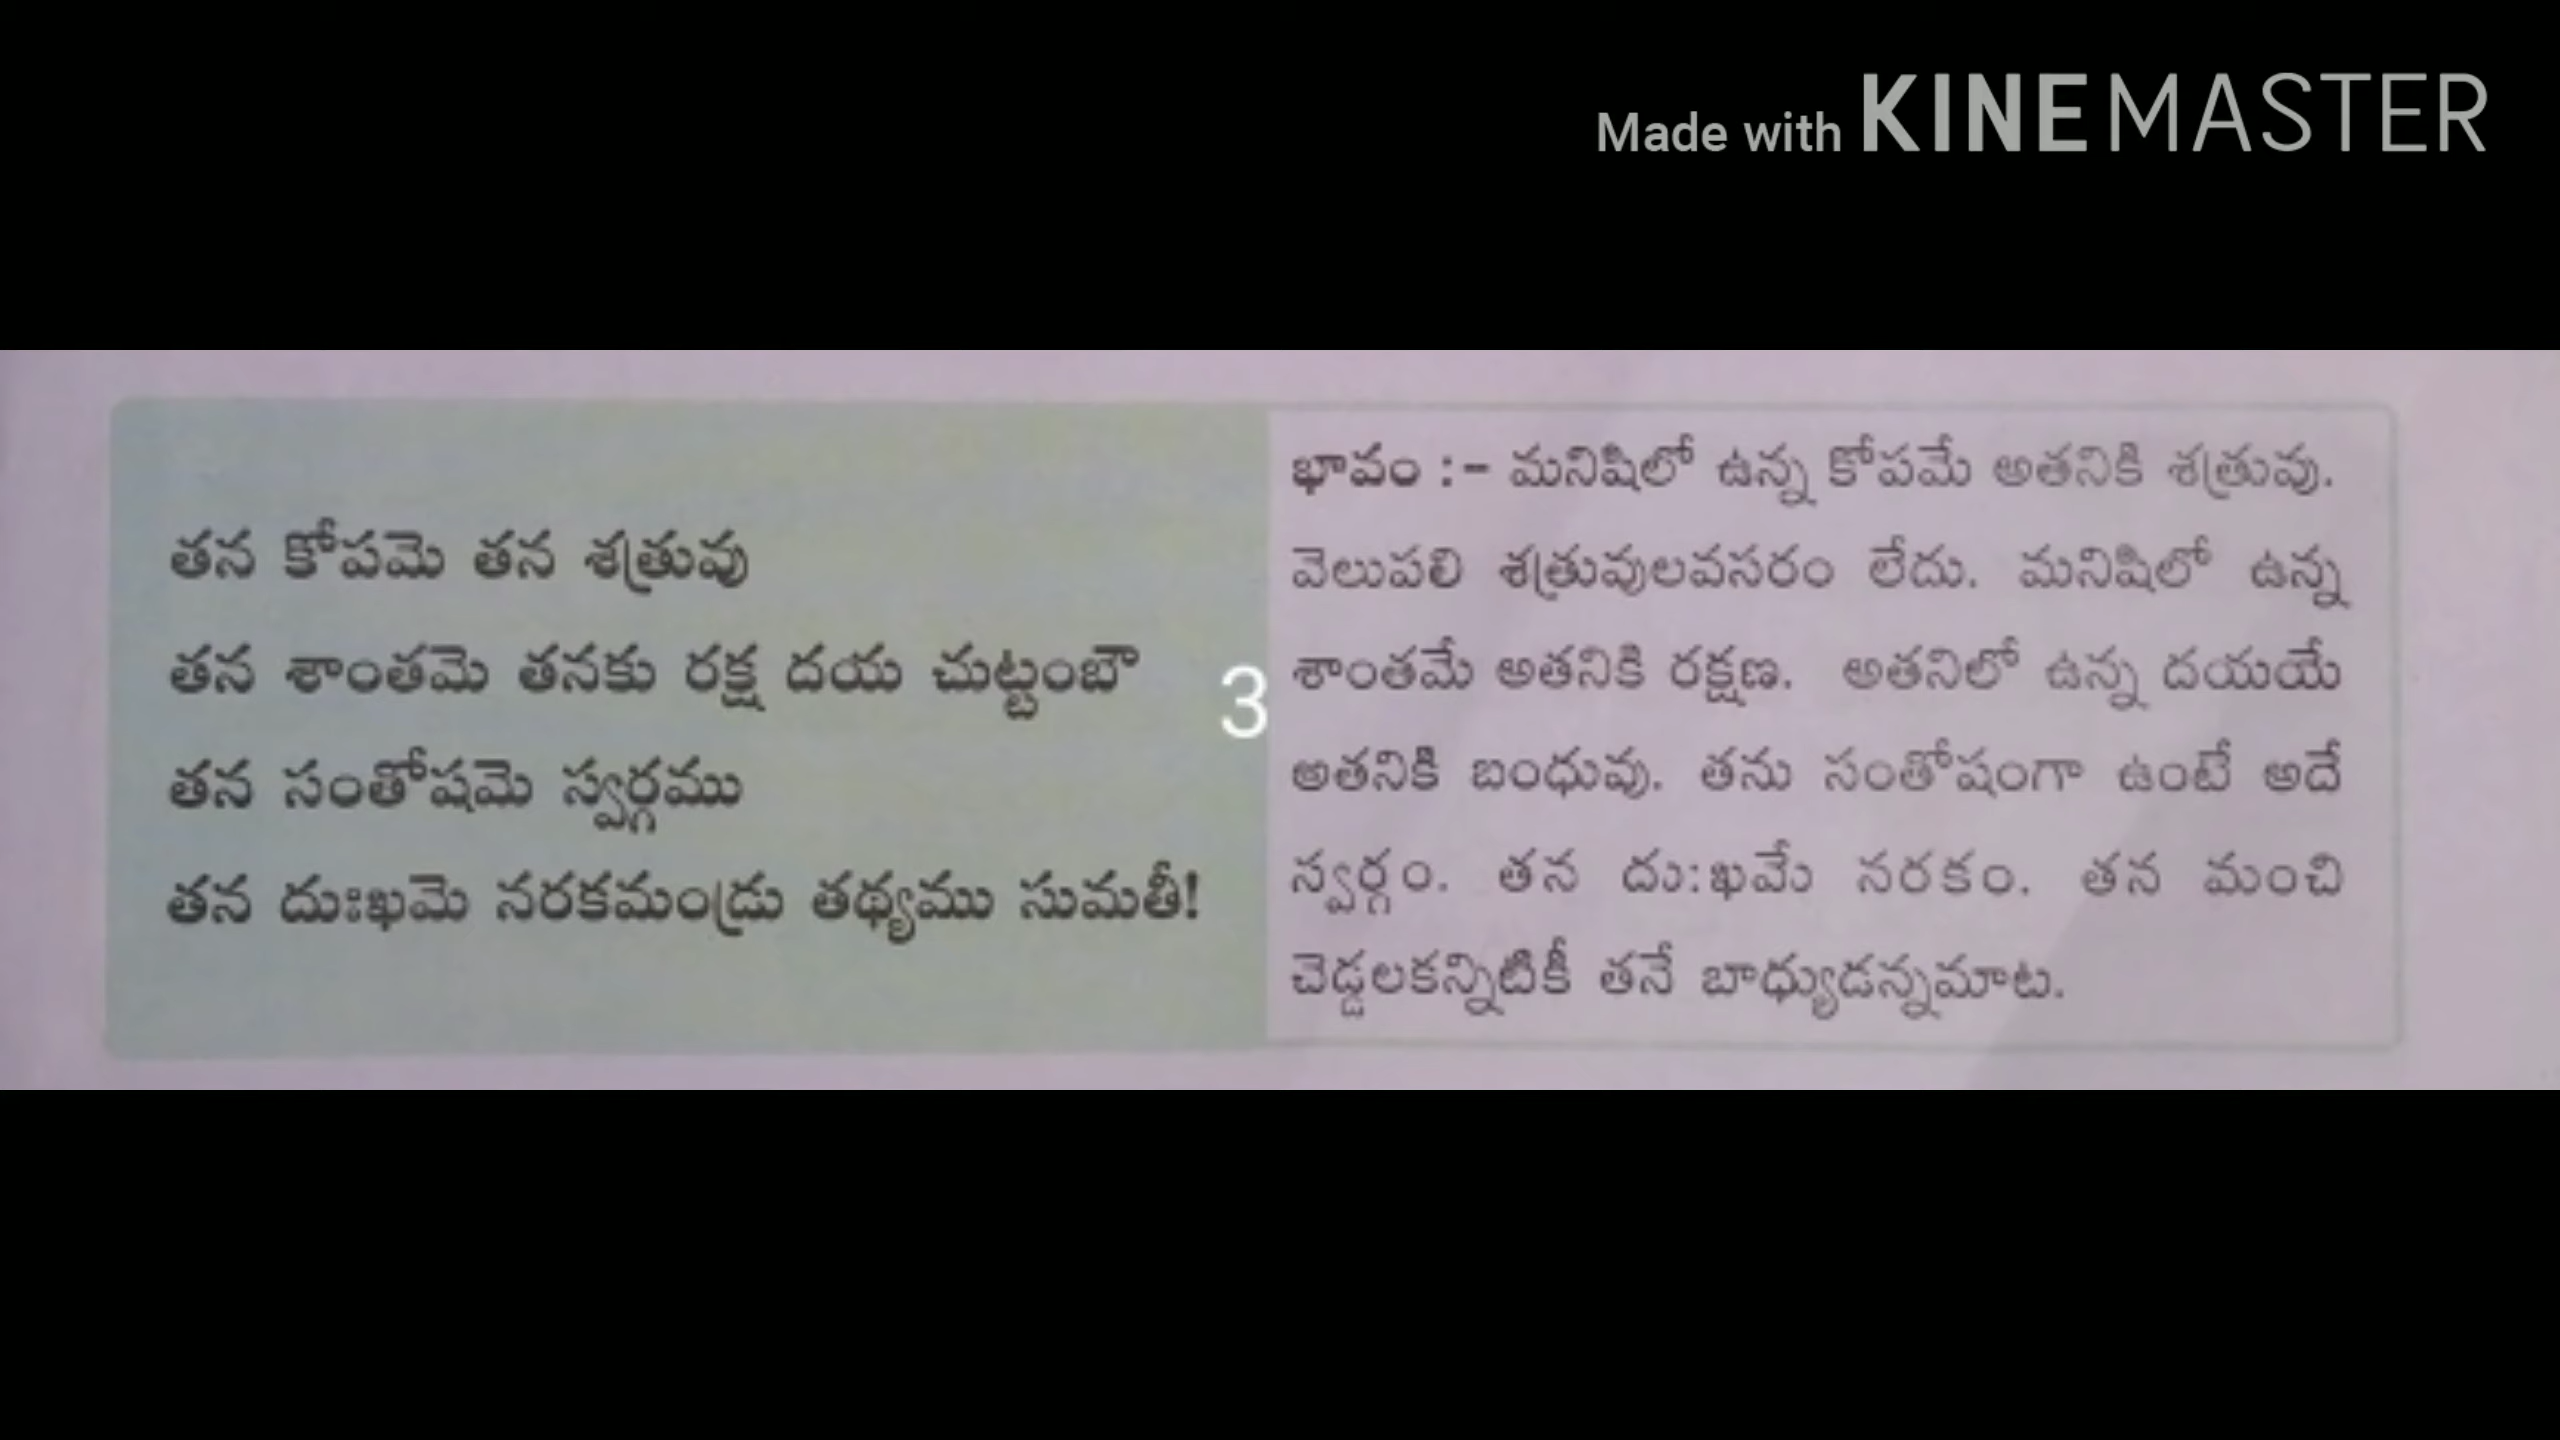 Made with KINEMASTER
తన కోపమె తన శత్రువు
తన శాంతమె తనకు రక్ష దయ చుట్టంబౌ
తన సంతోషమె స్వర్గము
తన దుఃఖమె నరకమండ్రు తథ్యము సుమతీ!
3
భావం :- మనిషిలో ఉన్న కోపమే అతనికి శత్రువు.
వెలుపలి శత్రువులవసరం లేదు. మనిషిలో ఉన్న
శాంతమే అతనికి రక్షణ. అతనిలో ఉన్న దయయే
అతనికి బంధువు. తను సంతోషంగా ఉంటే అదే
స్వర్గం. తన దు:ఖమే నరకం. తన మంచి
చెడ్డలకన్నిటికీ తనే బాధ్యుడన్నమాట.